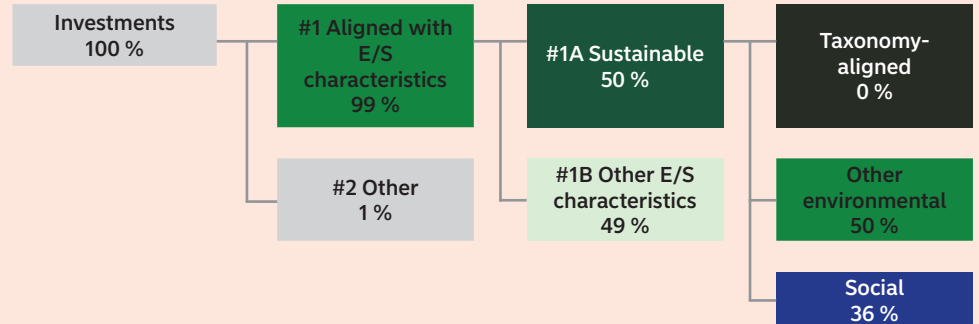 Investments
100 %
#1 Aligned with
E/S
characteristics
99 %
#1A Sustainable
50 %
Taxonomy-
aligned
0 %
#2 Other
1 %
#1B Other E/S
characteristics
49 %
Other
environmental
50 %
Social
36 %